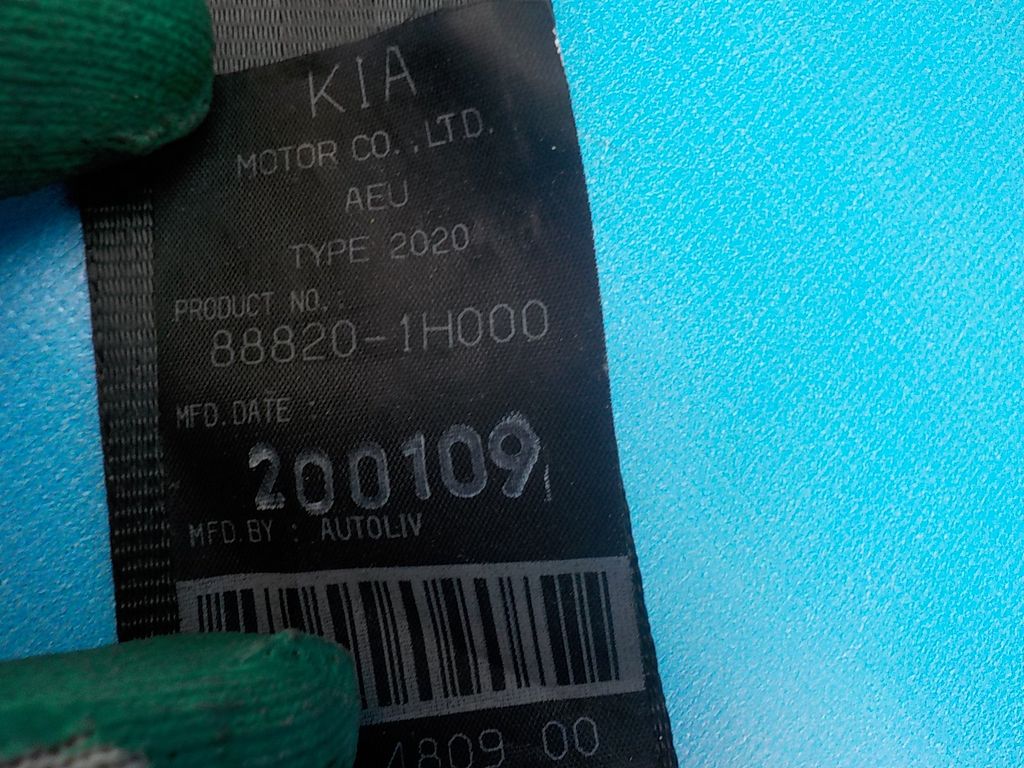 KIA
MOTOR CO.,LTD.
AEU
TYPE 2020
PRODUCT NO.:
88820-1H000
MFD.DATE :
200109
MFD.BY : AUTOLIV
4809 00